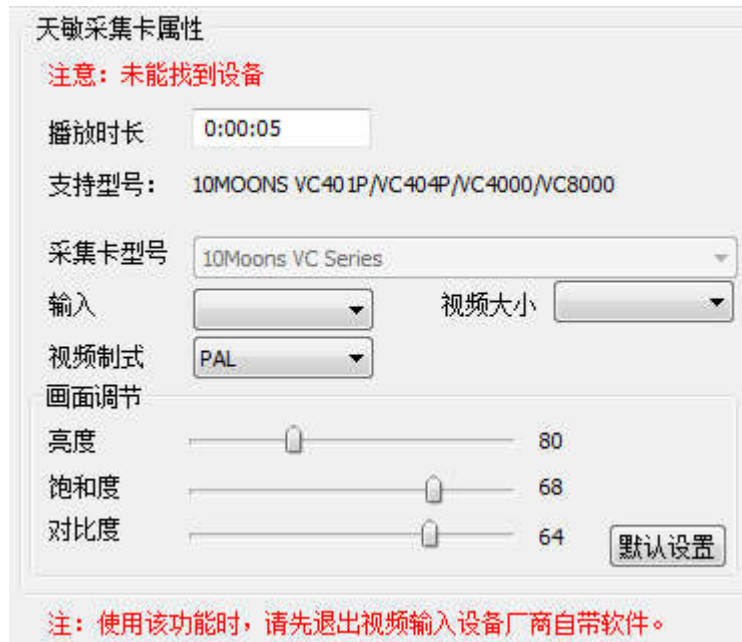 天敏采集卡属性
注意：未能找到设备
播放时长 0:00:05
支持型号： 10MOONS VC401P/VC404P/VC4000/VC8000
采集卡型号 10Moons VC Series
输入 视频大小
视频制式 PAL
画面调节
亮度 80
饱和度 68
对比度 64 默认设置
注：使用该功能时，请先退出视频输入设备厂商自带软件。